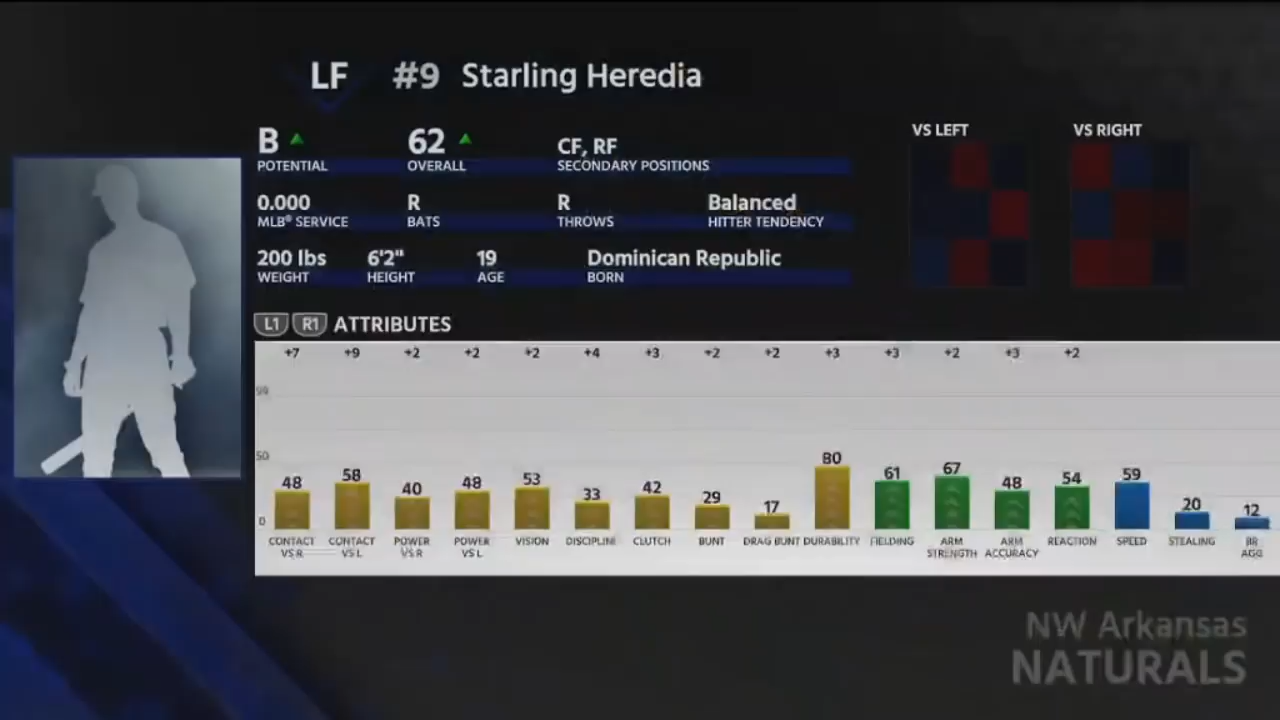 LF #9 Starling Heredia
B 62 CF, RF
POTENTIAL OVERALL SECONDARY POSITIONS
VS LEFT VS RIGHT
0.000 R R Balanced
MLB® SERVICE BATS THROWS HITTER TENDENCY
200 lbs 6'2" 19 Dominican Republic
WEIGHT HEIGHT AGE BORN
L1 R1 ATTRIBUTES
+7 +9 +2 +2 +2 +4 +3 +2 +2 +3 +3 +2 +3 +2
99
50
0
48 58 40 48 53 33 42 29 17 80 61 67 48 54 59 20 12
CONTACT VS R
CONTACT VS L
POWER VS R
POWER VS L
VISION
DISCIPLINE
CLUTCH
BUNT
DRAG BUNT
DURABILITY
FIELDING
ARM STRENGTH
ARM ACCURACY
REACTION
SPEED
STEALING
BR AGG
NW Arkansas
NATURALS